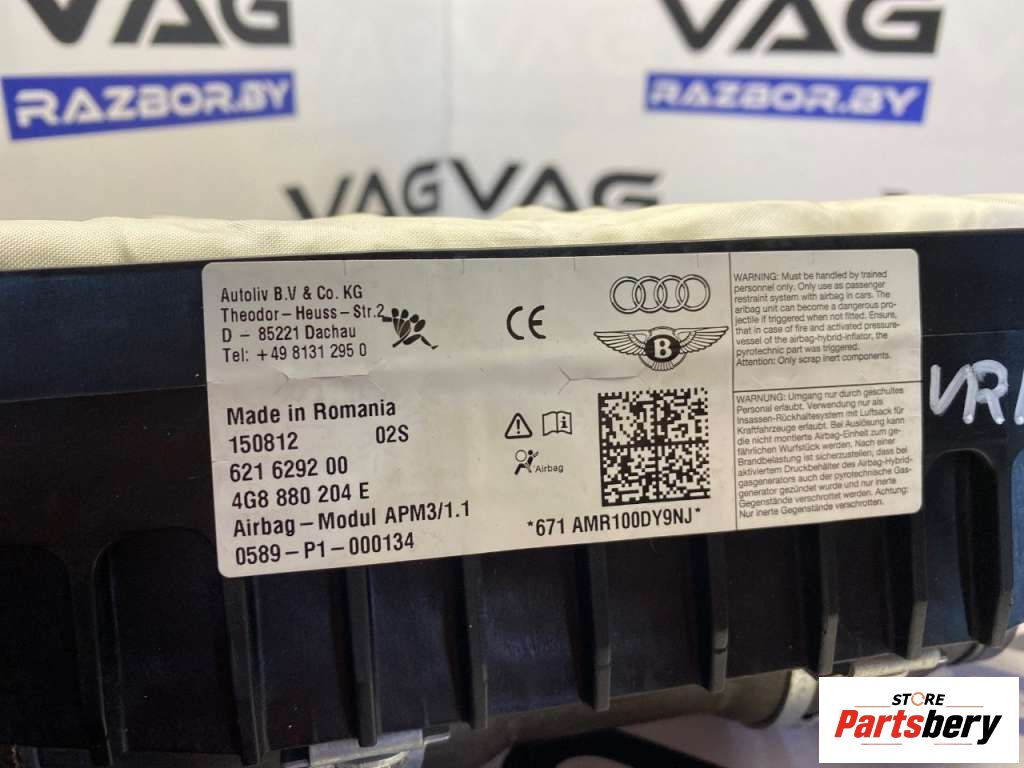 VAG
VAG
RAZBOR.BY
RAZBOR.BY
VAG
VAG
Autoliv B.V & Co. KG
Theodor-Heuss-Str.2
D - 85221 Dachau
Tel: +49 8131 295 0
CE
B
Made in Romania
150812 02S
621 6292 00
4G8 880 204 E
Airbag-Modul APM3/1.1
0589-P1-000134
Airbag
*671 AMR100DY9NJ*
WARNING: Must be handled by trained
personnel only. Only use as passenger
restraint system with airbag in cars. The
airbag unit can become a dangerous pro-
jectile if triggered when not fitted. Ensure,
that in case of fire and activated pressure-
vessel of the airbag-hybrid-inflator, the
pyrotechnic part was triggered.
Attention: Only scrap inert components.
WARNUNG: Umgang nur durch geschultes
Personal erlaubt. Verwendung nur als
Insassen-Rückhaltesystem mit Luftsack für
Kraftfahrzeuge erlaubt. Bei Auslösung kann
die nicht montierte Airbag-Einheit zum ge-
fährlichen Wurfstück werden. Nach einer
Brandbelastung ist sicherzustellen, dass bei
aktiviertem Druckbehälter des Airbag-Hybrid-
gasgenerators auch der pyrotechnische Gas-
generator gezündet wurde und nur inerte
Gegenstände verschrottet werden. Achtung:
Nur inerte Gegenstände verschrotten.
STORE
Partsbery